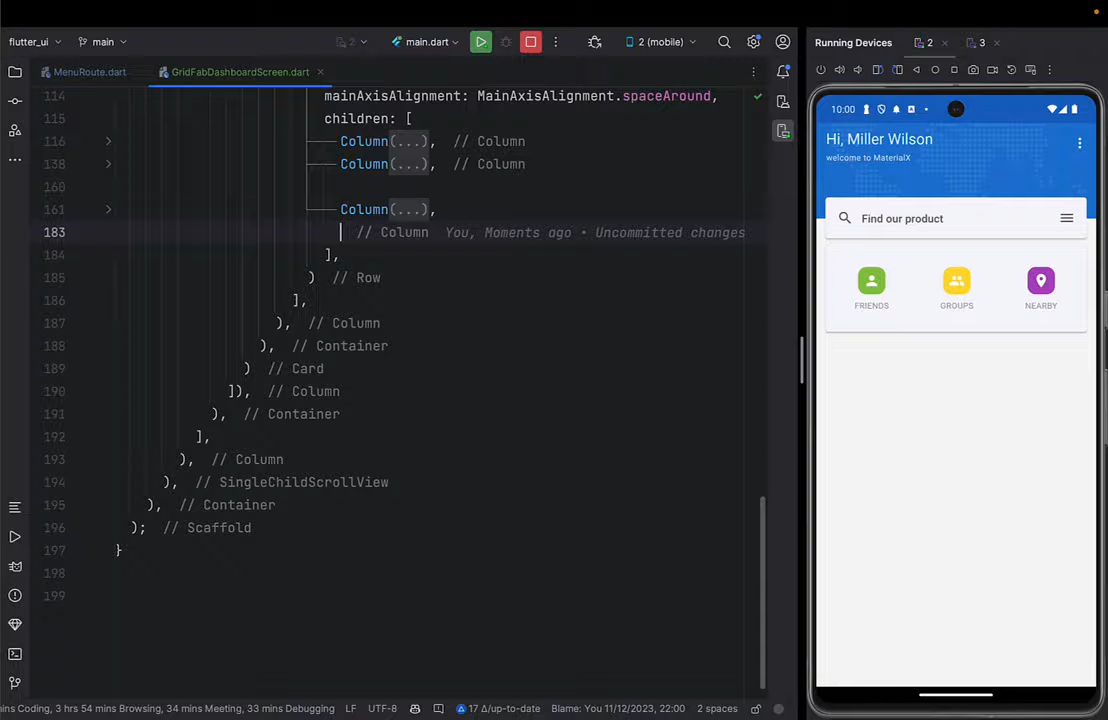 flutter_ui
main
2
main.dart
2 (mobile)
Running Devices
2
3
MenuRoute.dart
GridFabDashboardScreen.dart
114 mainAxisAlignment: MainAxisAlignment.spaceAround,
115 children: [
116 Column(...), // Column
138 Column(...), // Column
160
161 Column(...),
183 // Column You, Moments ago • Uncommitted changes
184 ],
185 ) // Row
186 ],
187 ), // Column
188 ), // Container
189 ) // Card
190 ]), // Column
191 ), // Container
192 ],
193 ), // Column
194 ), // SingleChildScrollView
195 ), // Container
196 ); // Scaffold
197 }
198
199
10:00
Hi, Miller Wilson
welcome to MaterialX
Find our product
FRIENDS GROUPS NEARBY
ins Coding, 3 hrs 54 mins Browsing, 34 mins Meeting, 33 mins Debugging LF UTF-8 17 Δ/up-to-date Blame: You 11/12/2023, 22:00 2 spaces